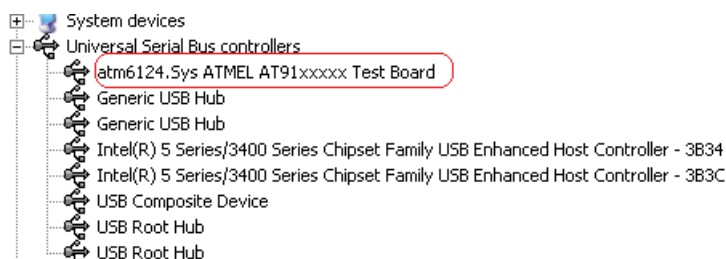 System devices
Universal Serial Bus controllers
atm6124.Sys ATMEL AT91xxxxx Test Board
Generic USB Hub
Generic USB Hub
Intel(R) 5 Series/3400 Series Chipset Family USB Enhanced Host Controller - 3B34
Intel(R) 5 Series/3400 Series Chipset Family USB Enhanced Host Controller - 3B3C
USB Composite Device
USB Root Hub
USB Root Hub